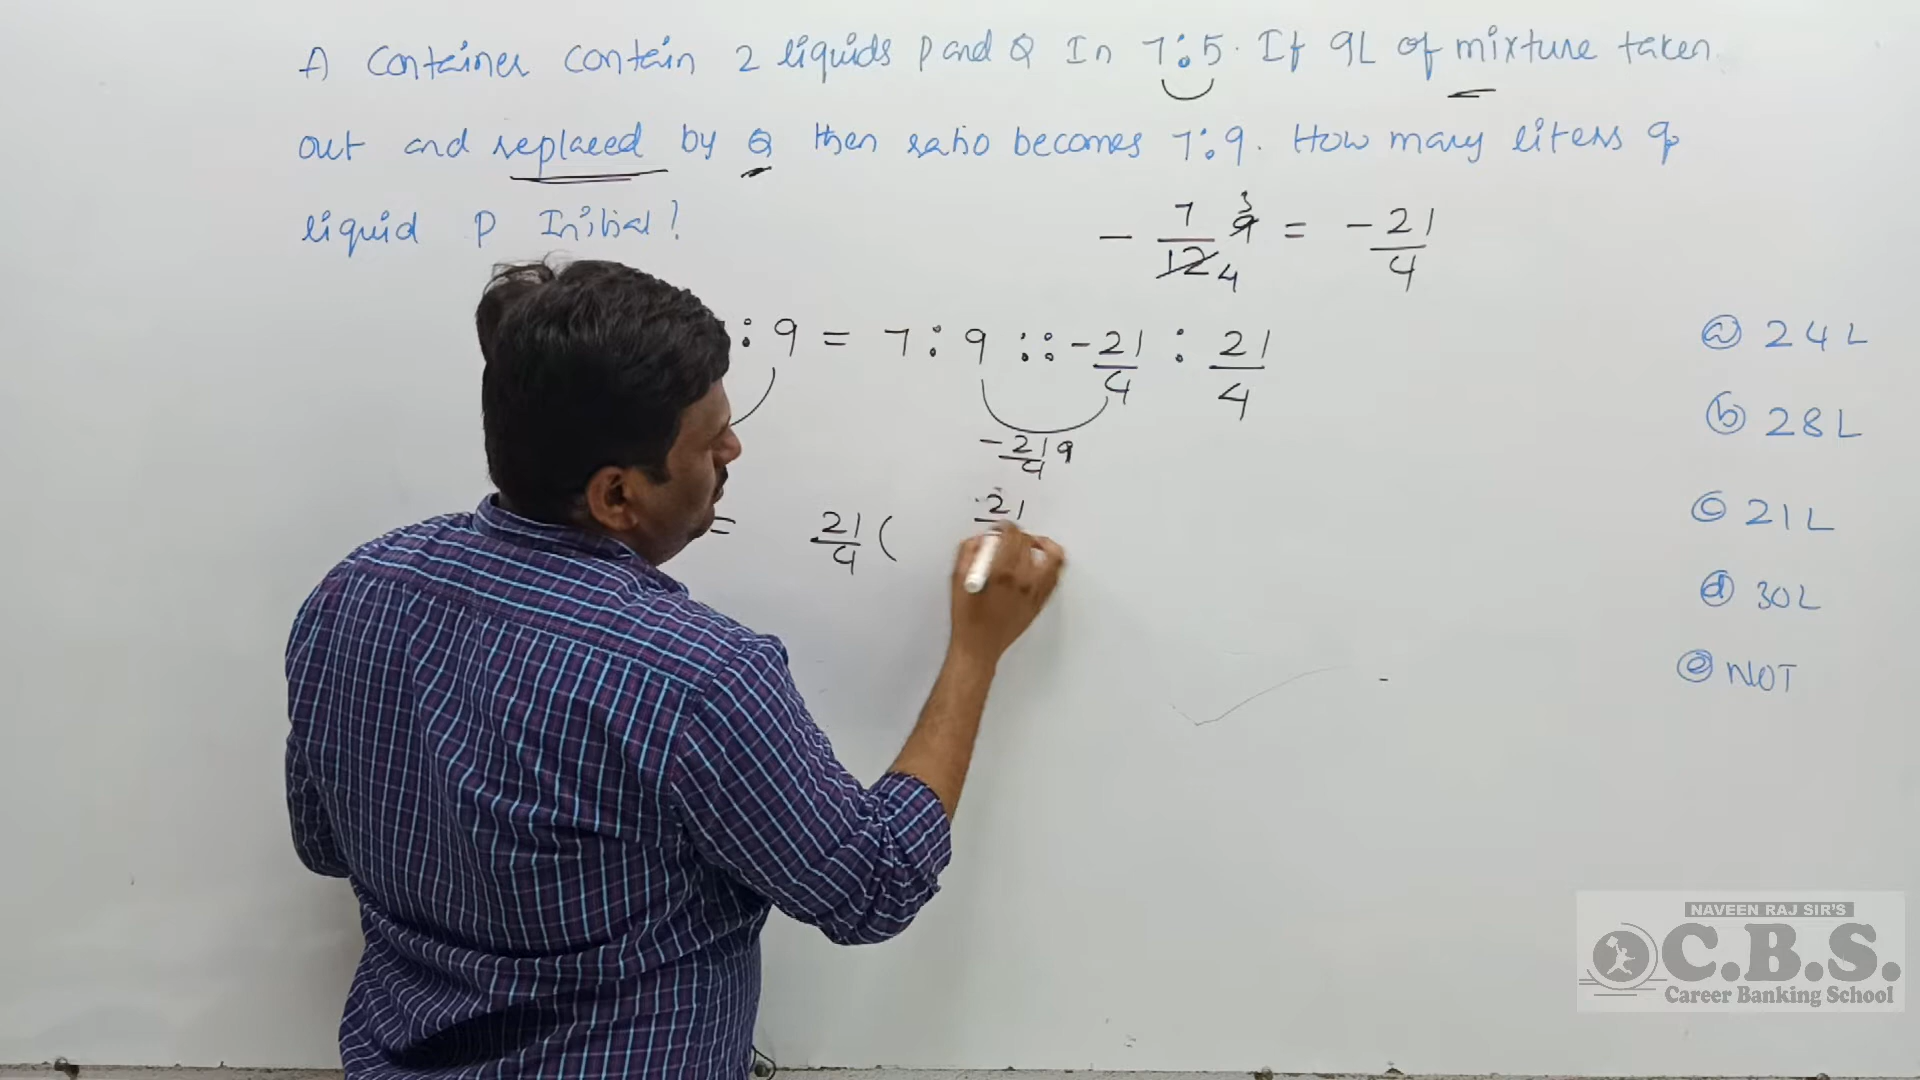 A Container contain 2 liquids P and Q In 7:5. If 9L of mixture taken
out and replaced by Q then ratio becomes 7:9. How many liters of
liquid P Initial?
- 7/12 9 3 4 = - 21/4
: 9 = 7 : 9 :: - 21/4 : 21/4
- 21/4 9
= 21/4 ( 21
a 24L
b 28L
c 21L
d 30L
e NOT
NAVEEN RAJ SIR'S
C.B.S.
Career Banking School